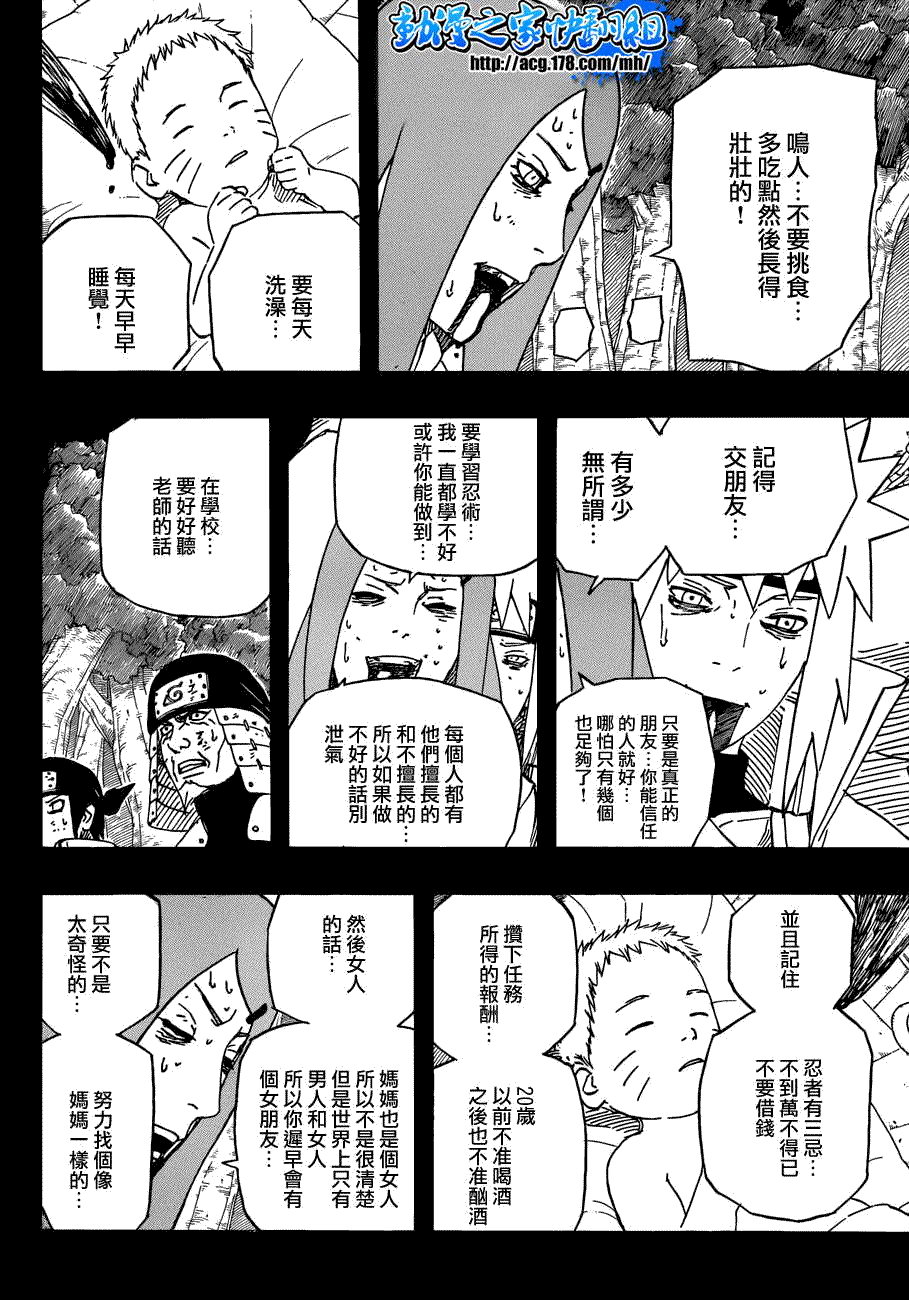 動漫之家快翻組
http://acg.178.com/mh/
鳴人…不要挑食…
多吃點然後長得
壯壯的！
要每天
洗澡…
每天早早
睡覺！
記得
交朋友…
有多少
無所謂…
只要是真正的
朋友…你能信任
的人就好…
哪怕只有幾個
也足夠了！
要學習忍術…
我一直都學不好
或許你能做到…
每個人都有
他們擅長的
和不擅長的…
所以如果做
不好的話別
泄氣
在學校…
要好好聽
老師的話
並且記住
忍者有三忌…
不到萬不得已
不要借錢
攢下任務
所得的報酬…
20歲
以前不准喝酒
之後也不准酗酒
然後女人
的話…
媽媽也是個女人
所以不是很清楚
但是世界上只有
男人和女人
所以你遲早會有
個女朋友…
只要不是
太奇怪的…
努力找個像
媽媽一樣的…